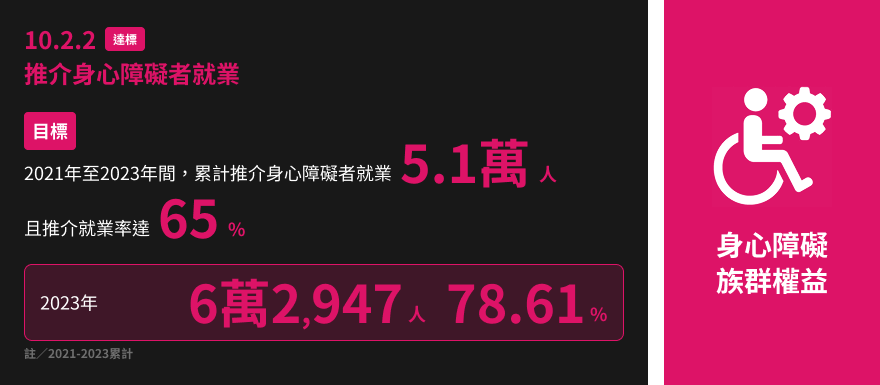 10.2.2 達標
推介身心障礙者就業
目標
2021年至2023年間，累計推介身心障礙者就業 5.1萬 人
且推介就業率達 65 %
2023年 6萬2,947人 78.61%
註／2021-2023累計
身心障礙
族群權益